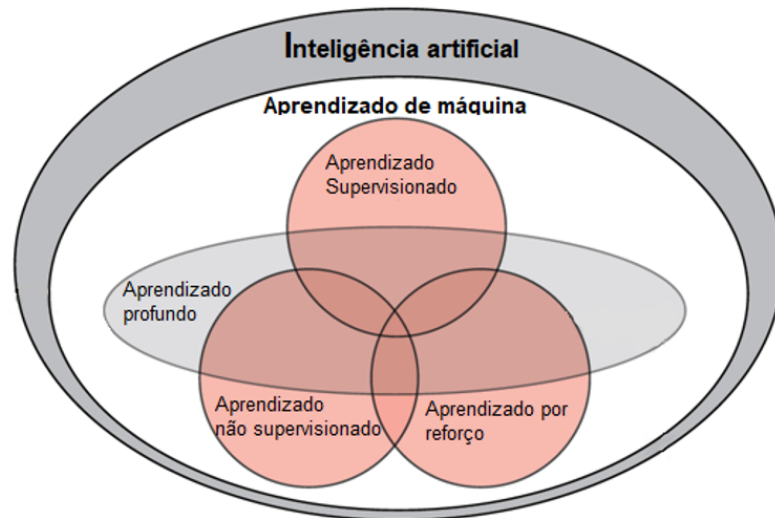 Inteligência artificial
Aprendizado de máquina
Aprendizado
Supervisionado
Aprendizado
profundo
Aprendizado
não supervisionado
Aprendizado por
reforço